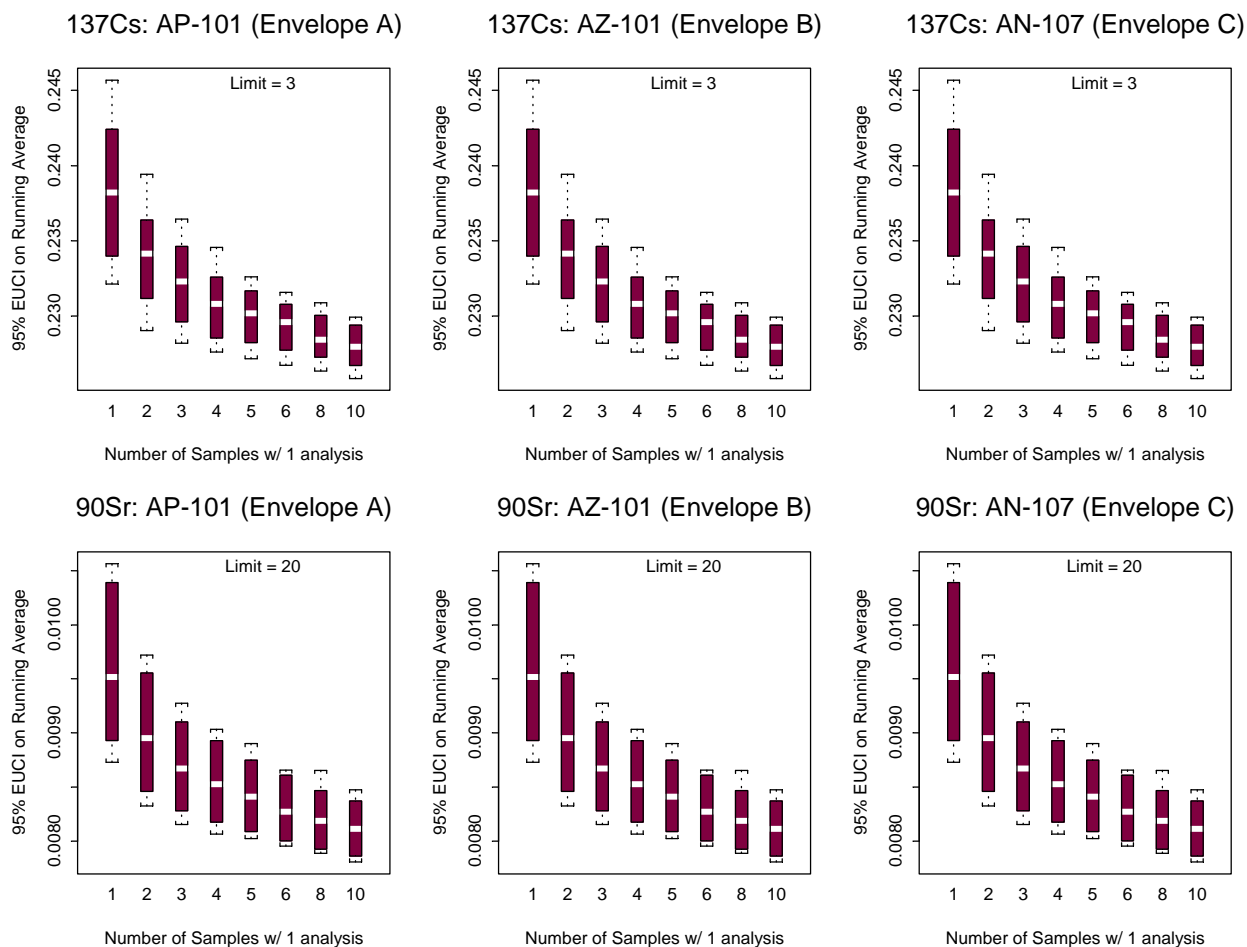 137Cs: AP-101 (Envelope A)
137Cs: AZ-101 (Envelope B)
137Cs: AN-107 (Envelope C)
95% EUCI on Running Average
0.245
0.240
0.235
0.230
Limit = 3
1 2 3 4 5 6 8 10
Number of Samples w/ 1 analysis
95% EUCI on Running Average
0.245
0.240
0.235
0.230
Limit = 3
1 2 3 4 5 6 8 10
Number of Samples w/ 1 analysis
95% EUCI on Running Average
0.245
0.240
0.235
0.230
Limit = 3
1 2 3 4 5 6 8 10
Number of Samples w/ 1 analysis
90Sr: AP-101 (Envelope A)
90Sr: AZ-101 (Envelope B)
90Sr: AN-107 (Envelope C)
95% EUCI on Running Average
0.0100
0.0090
0.0080
Limit = 20
1 2 3 4 5 6 8 10
Number of Samples w/ 1 analysis
95% EUCI on Running Average
0.0100
0.0090
0.0080
Limit = 20
1 2 3 4 5 6 8 10
Number of Samples w/ 1 analysis
95% EUCI on Running Average
0.0100
0.0090
0.0080
Limit = 20
1 2 3 4 5 6 8 10
Number of Samples w/ 1 analysis